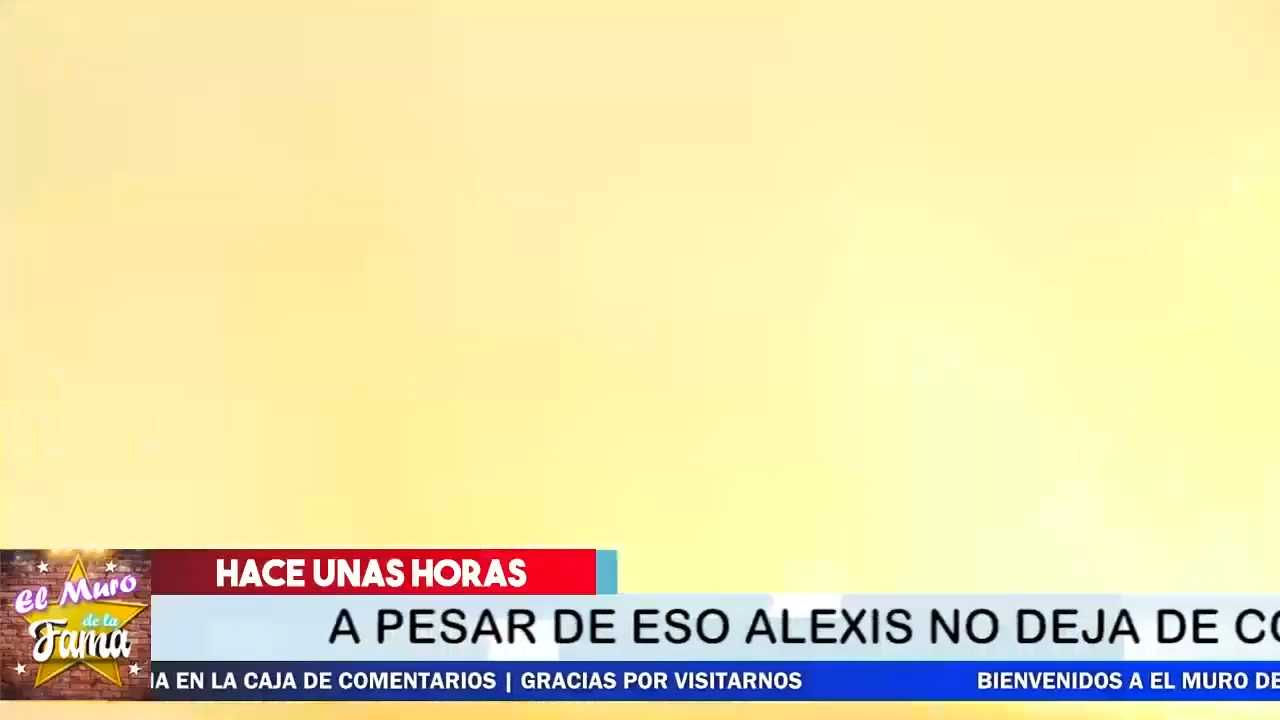 HACE UNAS HORAS
El Muro
de la
Fama
A PESAR DE ESO ALEXIS NO DEJA DE
EN LA CAJA DE COMENTARIOS | GRACIAS POR VISITARNOS
BIENVENIDOS A EL MURO DE